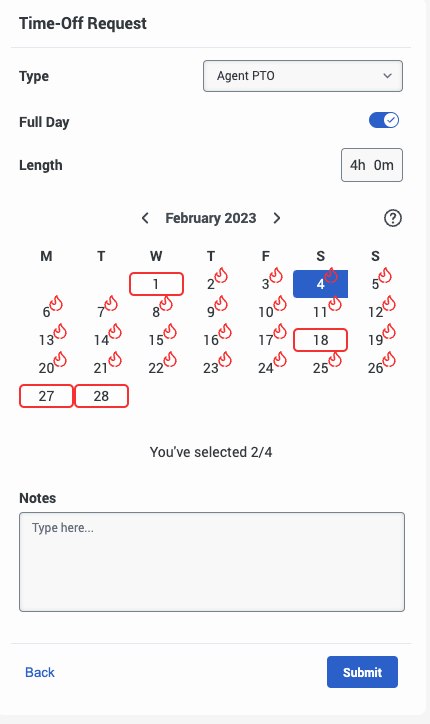 Time-Off Request
Type Agent PTO
Full Day
Length 4h 0m
February 2023
M T W T F S S
1 2 3 4 5
6 7 8 9 10 11 12
13 14 15 16 17 18 19
20 21 22 23 24 25 26
27 28
You've selected 2/4
Notes
Type here...
Back Submit